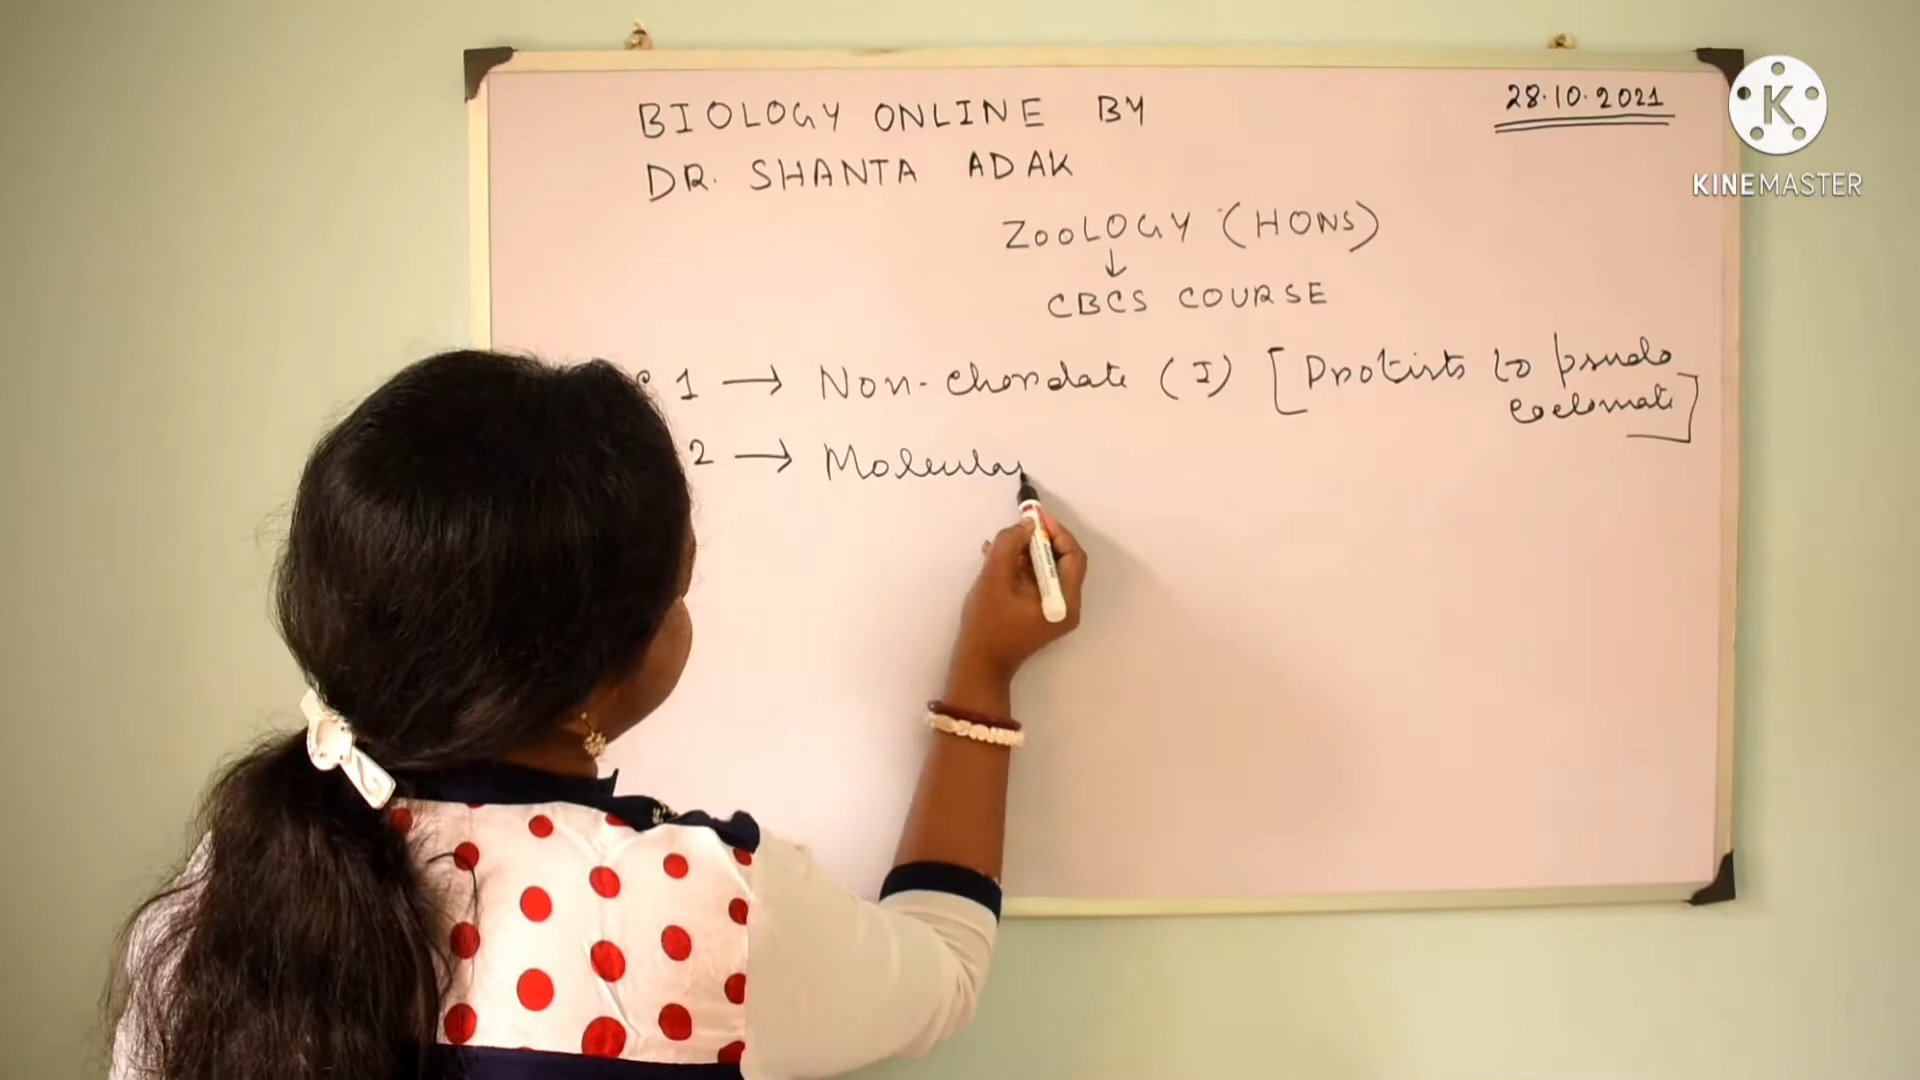 BIOLOGY ONLINE BY
28.10.2021
DR. SHANTA ADAK
ZOOLOGY (HONS)
↓
CBCS COURSE
1 → Non-Chordate (I) [Protists to pseudo
coelomate]
2 → Molecular
K
KINEMASTER